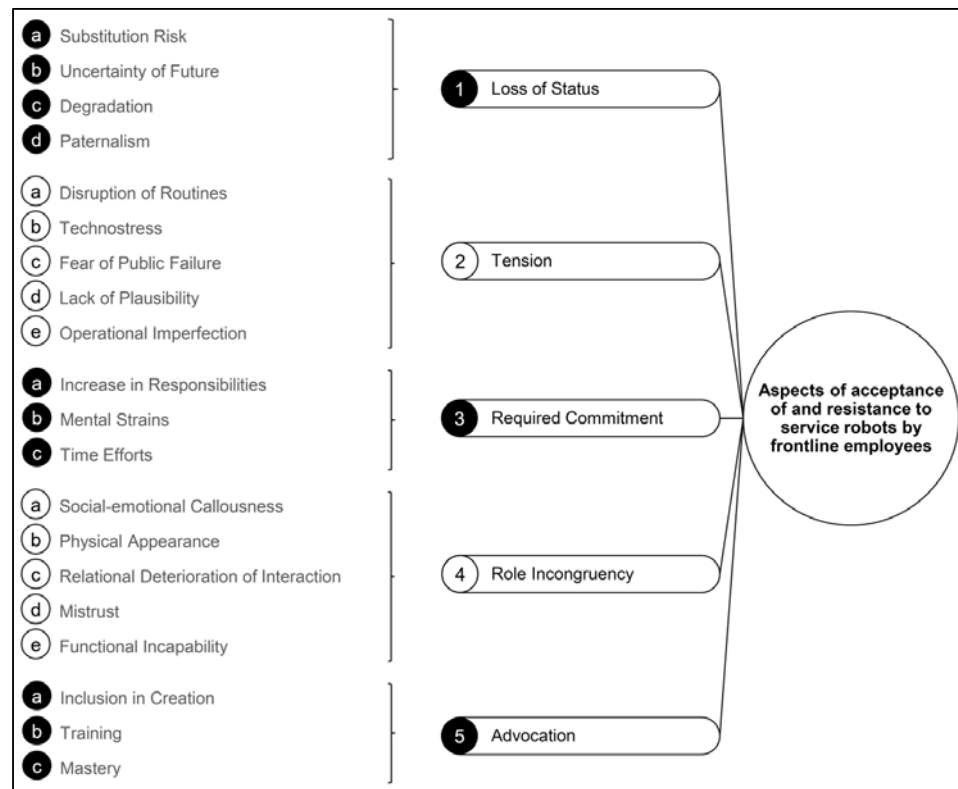 a Substitution Risk
b Uncertainty of Future
c Degradation
d Paternalism
1 Loss of Status
a Disruption of Routines
b Technostress
c Fear of Public Failure
d Lack of Plausibility
e Operational Imperfection
2 Tension
a Increase in Responsibilities
b Mental Strains
c Time Efforts
3 Required Commitment
a Social-emotional Callousness
b Physical Appearance
c Relational Deterioration of Interaction
d Mistrust
e Functional Incapability
4 Role Incongruency
a Inclusion in Creation
b Training
c Mastery
5 Advocation
Aspects of acceptance
of and resistance to
service robots by
frontline employees